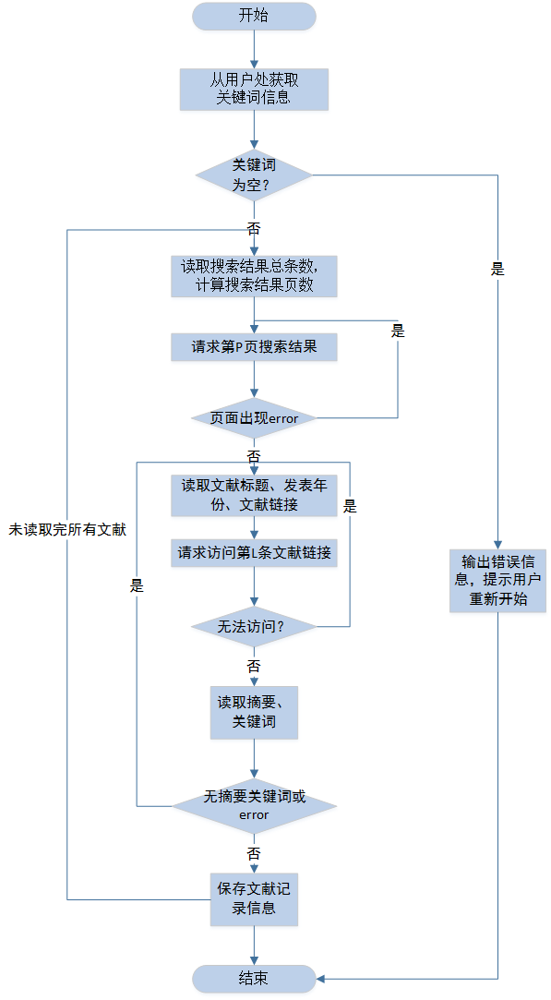 开始
从用户处获取
关键词信息
关键词
为空？
否
是
读取搜索结果总条数，
计算搜索结果页数
是
请求第P页搜索结果
页面出现error
否
读取文献标题、发表年
份、文献链接
是
未读取完所有文献
请求访问第L条文献链接
输出错误信
息，提示用户
重新开始
是
无法访问？
否
读取摘要、
关键词
无摘要关键词或
error
否
保存文献记
录信息
结束